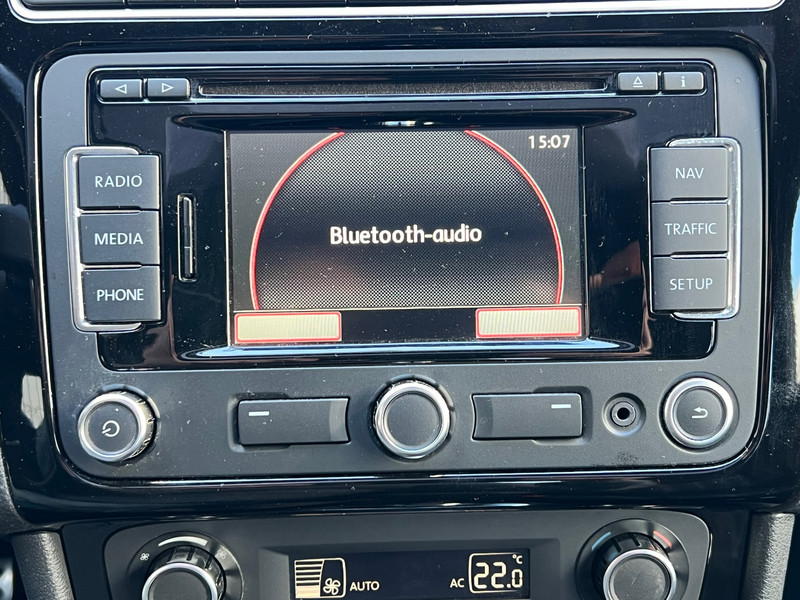 15:07
RADIO
NAV
MEDIA
Bluetooth-audio
TRAFFIC
PHONE
SETUP
AUTO
AC 22.0 °C